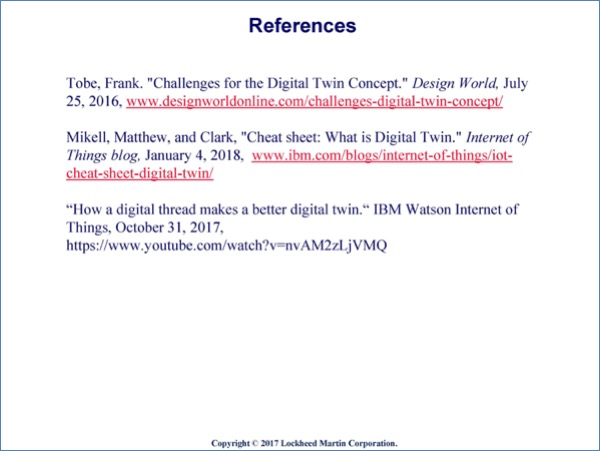 References
Tobe, Frank. "Challenges for the Digital Twin Concept." Design World, July
25, 2016, www.designworldonline.com/challenges-digital-twin-concept/
Mikell, Matthew, and Clark, "Cheat sheet: What is Digital Twin." Internet of
Things blog, January 4, 2018, www.ibm.com/blogs/internet-of-things/iot-
cheat-sheet-digital-twin/
“How a digital thread makes a better digital twin.“ IBM Watson Internet of
Things, October 31, 2017,
https://www.youtube.com/watch?v=nvAM2zLjVMQ
Copyright © 2017 Lockheed Martin Corporation.